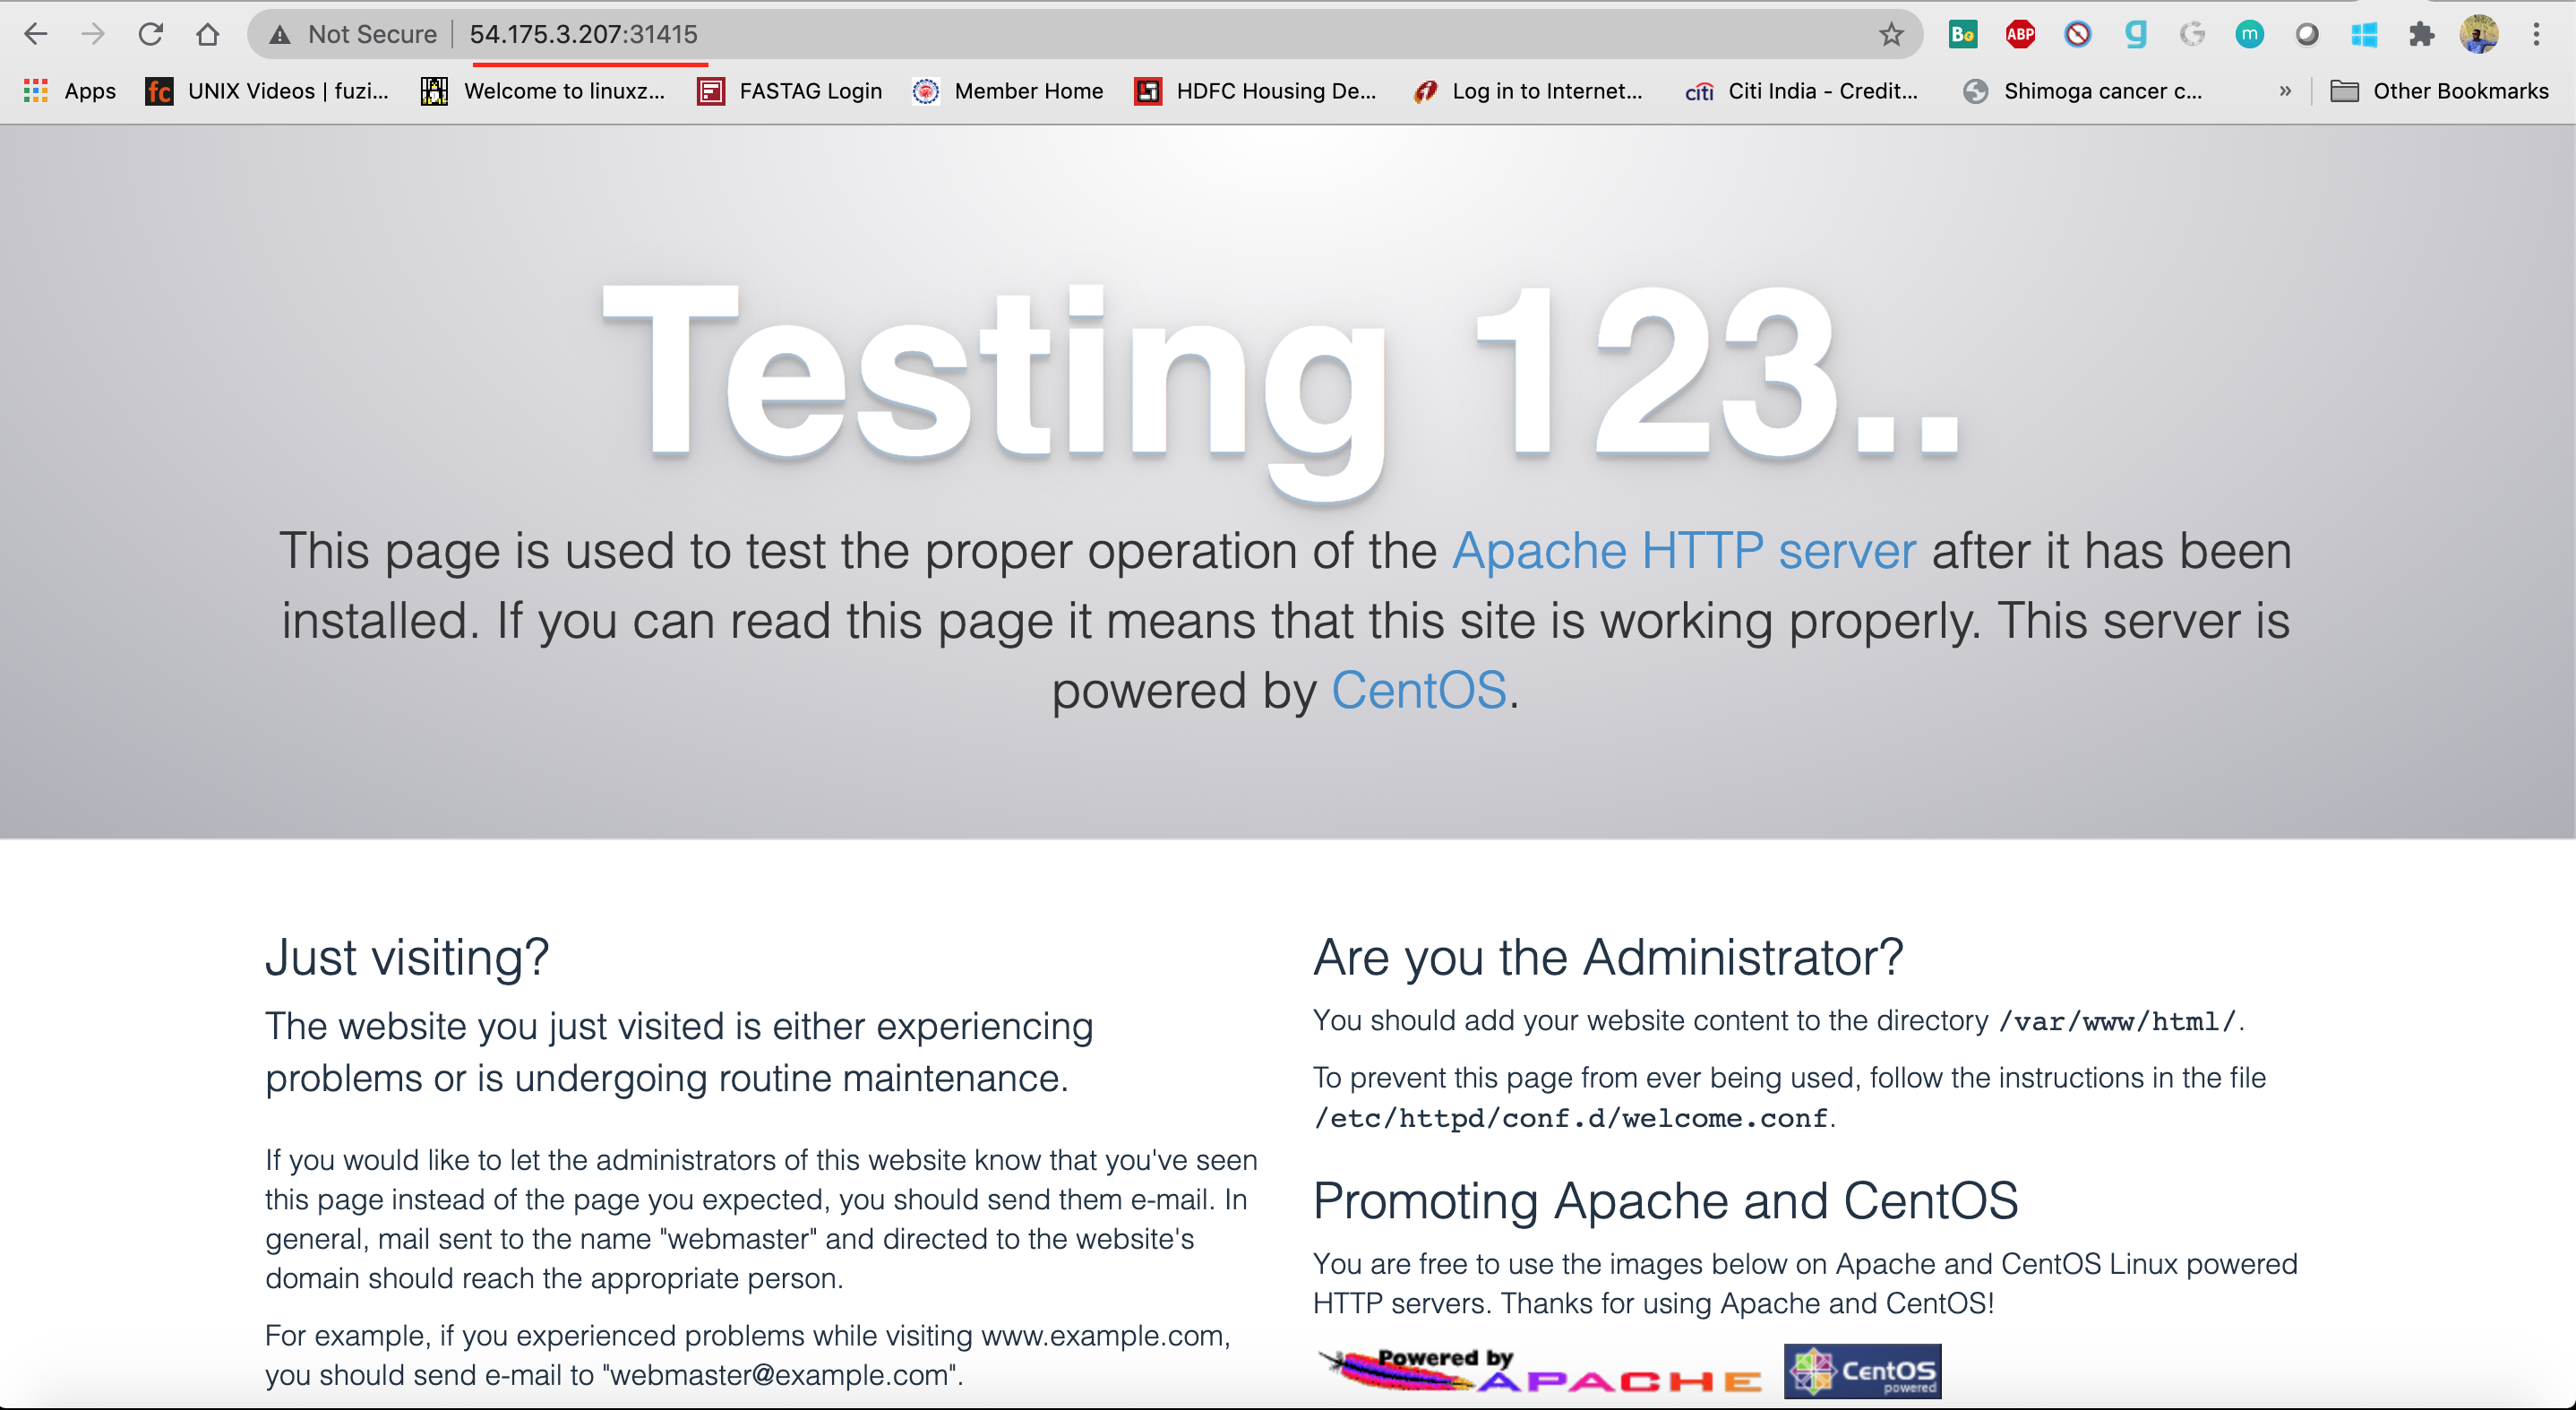 Not Secure 54.175.3.207:31415
Bo ABP g G m
Apps fc UNIX Videos | fuzi... Welcome to linuxz... FASTAG Login Member Home HDFC Housing De... Log in to Internet... citi Citi India - Credit... Shimoga cancer c... » Other Bookmarks
Testing 123..
This page is used to test the proper operation of the Apache HTTP server after it has been
installed. If you can read this page it means that this site is working properly. This server is
powered by CentOS.
Just visiting?
The website you just visited is either experiencing
problems or is undergoing routine maintenance.
If you would like to let the administrators of this website know that you've seen
this page instead of the page you expected, you should send them e-mail. In
general, mail sent to the name "webmaster" and directed to the website's
domain should reach the appropriate person.
For example, if you experienced problems while visiting www.example.com,
you should send e-mail to "webmaster@example.com".
Are you the Administrator?
You should add your website content to the directory /var/www/html/.
To prevent this page from ever being used, follow the instructions in the file
/etc/httpd/conf.d/welcome.conf.
Promoting Apache and CentOS
You are free to use the images below on Apache and CentOS Linux powered
HTTP servers. Thanks for using Apache and CentOS!
Powered by
APACHE
CentOS
powered